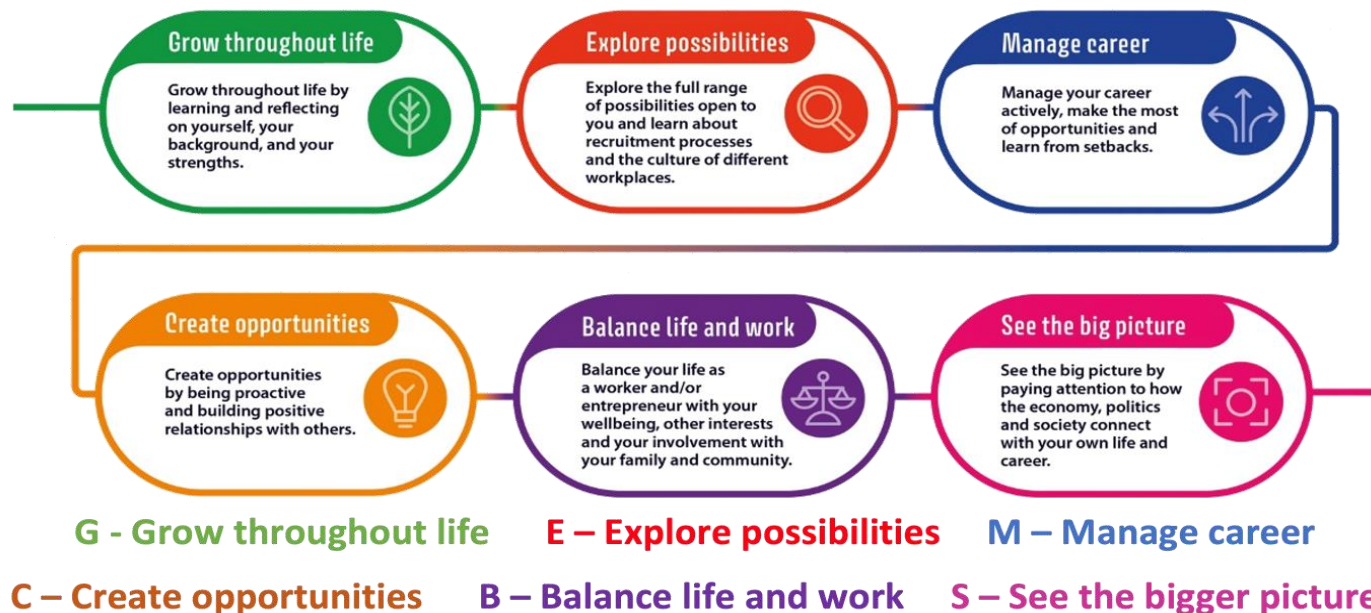 Grow throughout life
Grow throughout life by
learning and reflecting
on yourself, your
background, and your
strengths.
Explore possibilities
Explore the full range
of possibilities open to
you and learn about
recruitment processes
and the culture of different
workplaces.
Manage career
Manage your career
actively, make the most
of opportunities and
learn from setbacks.
Create opportunities
Create opportunities
by being proactive
and building positive
relationships with others.
Balance life and work
Balance your life as
a worker and/or
entrepreneur with your
wellbeing, other interests
and your involvement with
your family and community.
See the big picture
See the big picture by
paying attention to how
the economy, politics
and society connect
with your own life and
career.
G - Grow throughout life E – Explore possibilities M – Manage career
C – Create opportunities B – Balance life and work S – See the bigger picture